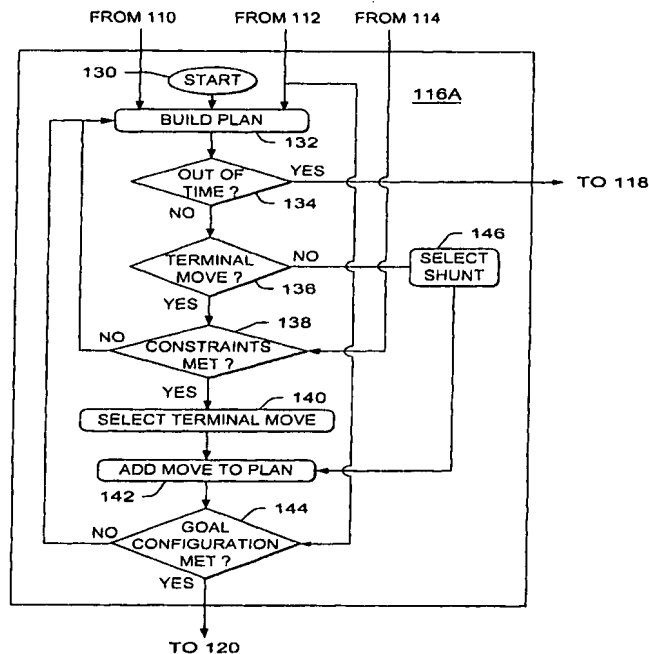 FROM 110
FROM 112
FROM 114
130
START
116A
BUILD PLAN
132
OUT OF
TIME ?
YES
134
TO 118
NO
146
TERMINAL
MOVE ?
NO
SELECT
SHUNT
136
YES
138
NO
CONSTRAINTS
MET ?
YES
140
SELECT TERMINAL MOVE
ADD MOVE TO PLAN
142
144
NO
GOAL
CONFIGURATION
MET ?
YES
TO 120